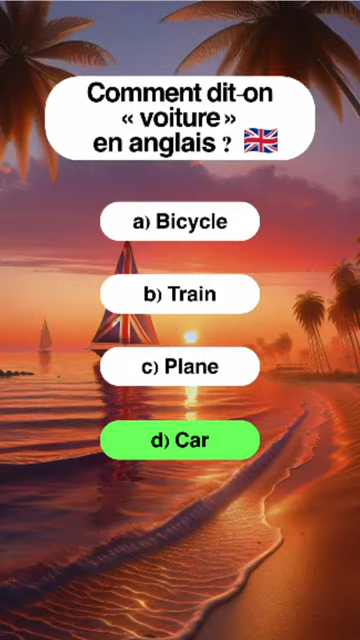 Comment dit-on
« voiture »
en anglais ? 🇬🇧
a) Bicycle
b) Train
c) Plane
d) Car